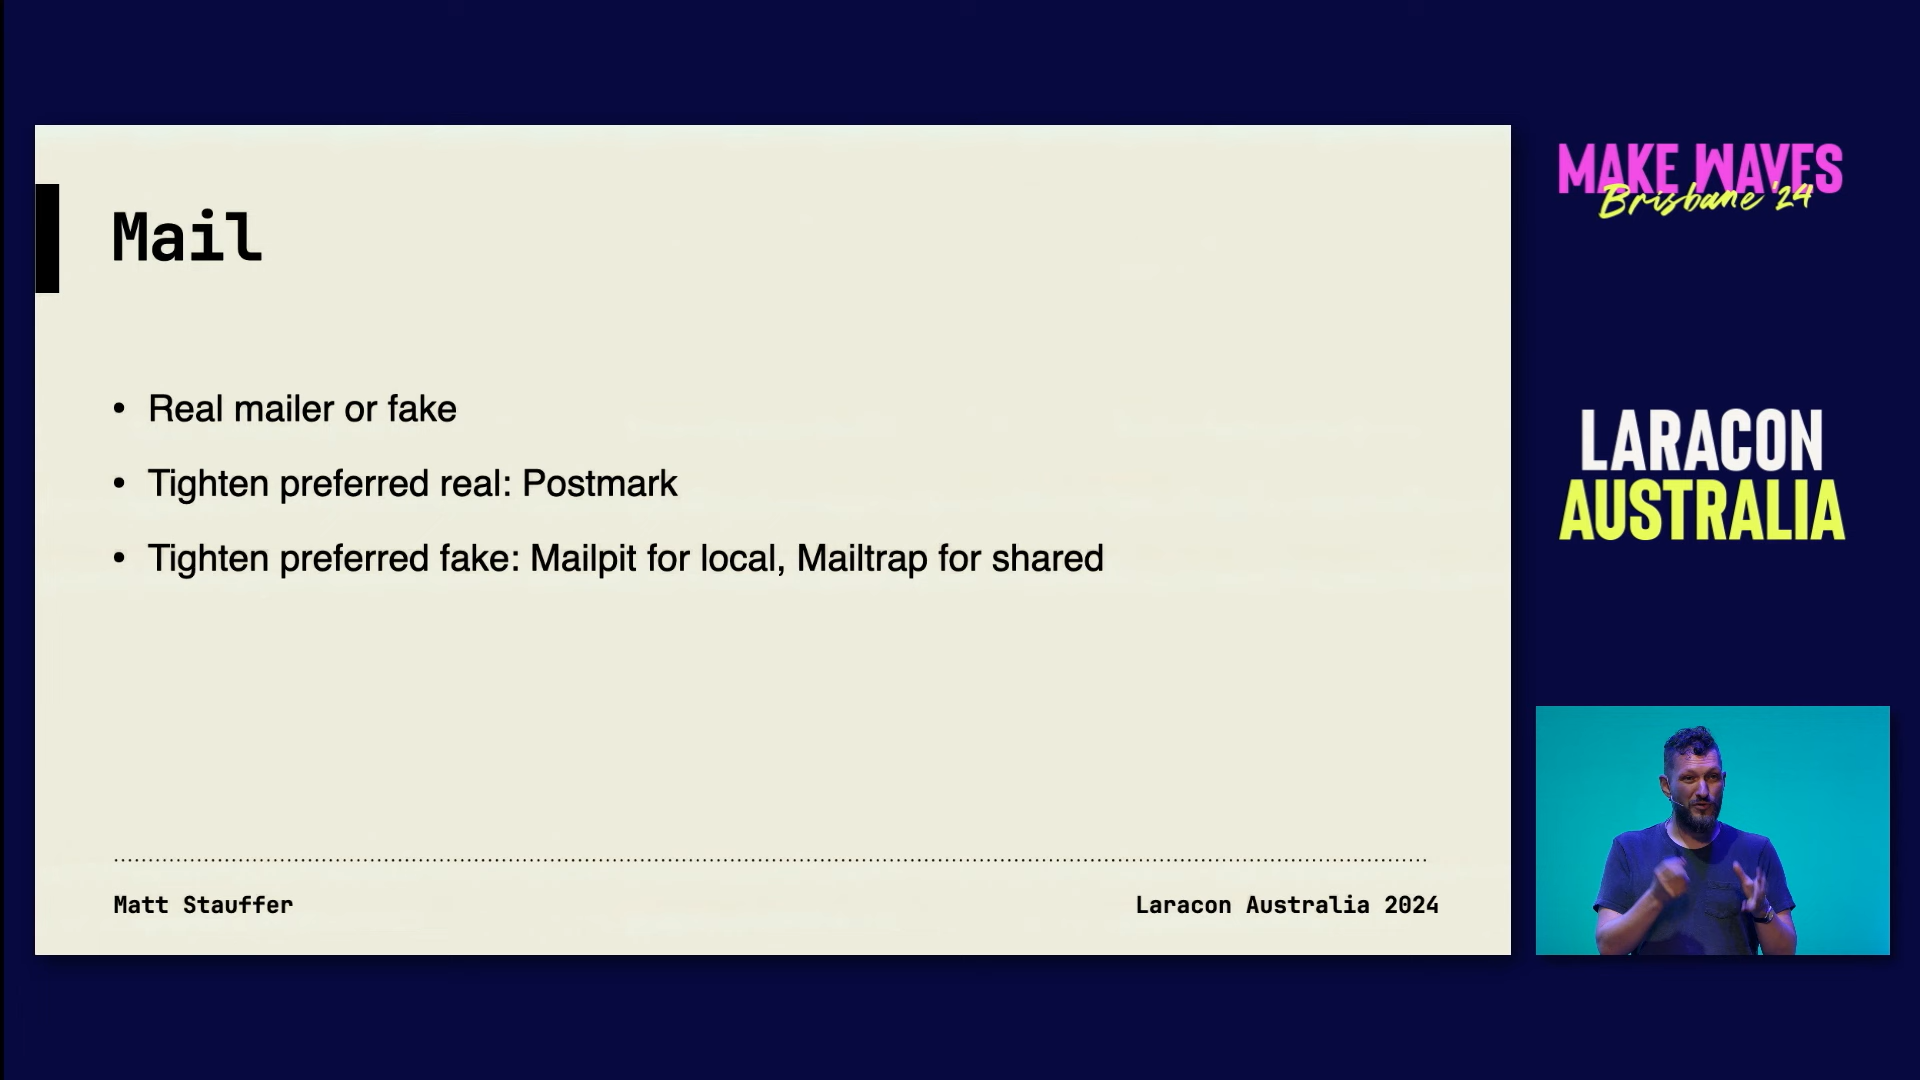 Mail
• Real mailer or fake
• Tighten preferred real: Postmark
• Tighten preferred fake: Mailpit for local, Mailtrap for shared
Matt Stauffer
Laracon Australia 2024
MAKE WAVES
Brisbane '24
LARACON
AUSTRALIA